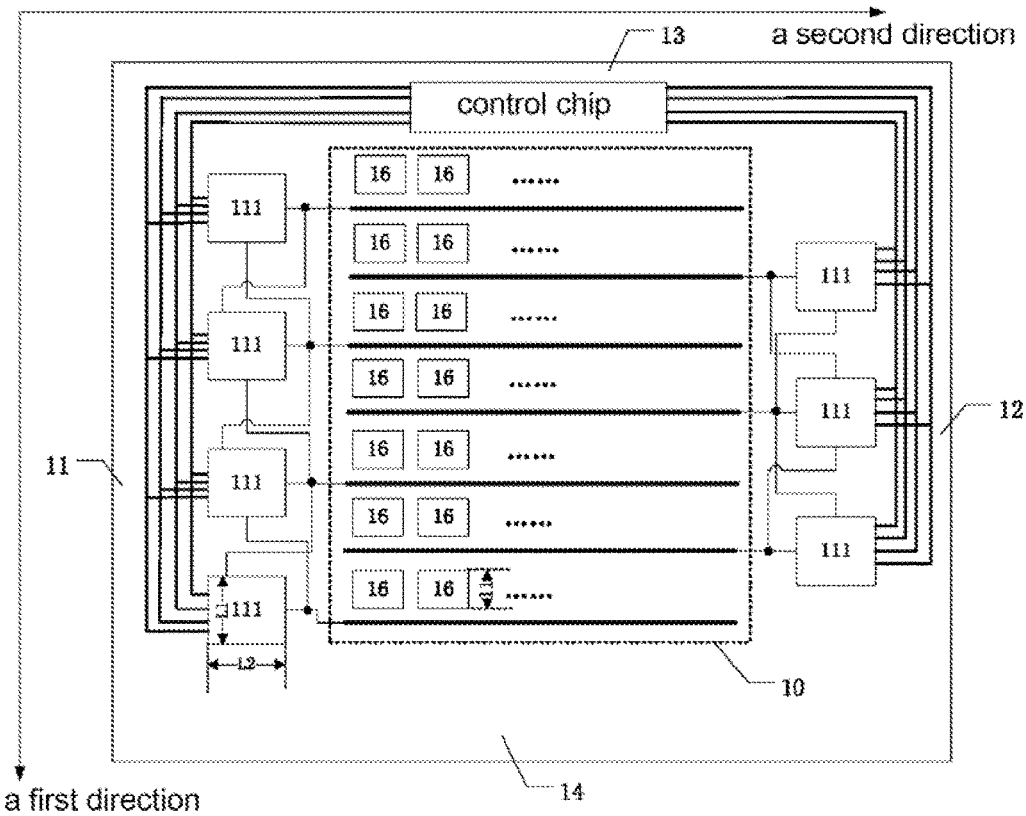 a second direction
13
control chip
16 16 ......
111
16 16 ......
111
16 16 ......
111
16 16 ......
111
12
16 16 ......
11
111
16 16 ......
111
16 16 ......
111
L2
10
14
a first direction